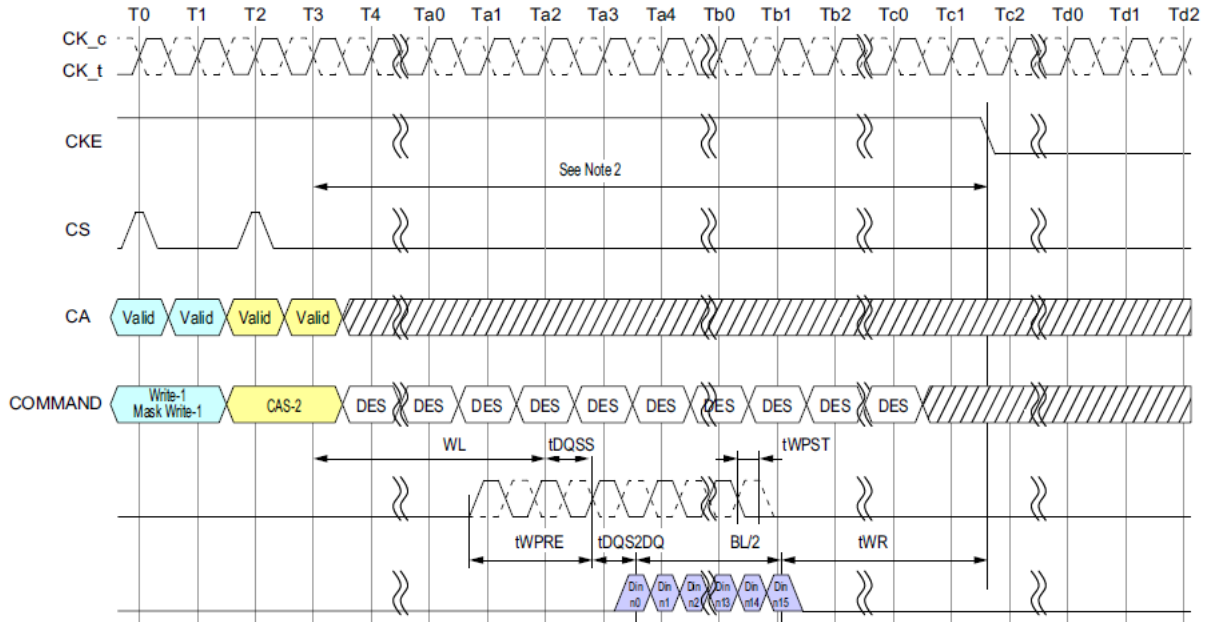 T0 T1 T2 T3 T4 Ta0 Ta1 Ta2 Ta3 Ta4 Tb0 Tb1 Tb2 Tc0 Tc1 Tc2 Td0 Td1 Td2
CK_c
CK_t
CKE
See Note 2
CS
CA Valid Valid Valid Valid
Write-1
COMMAND Mask Write-1 CAS-2 DES DES DES DES DES DES DES DES DES DES
WL tDQSS tWPST
tWPRE tDQS2DQ BL/2 tWR
Din Din Din Din Din Din
n0 n1 n2 n13 n14 n15